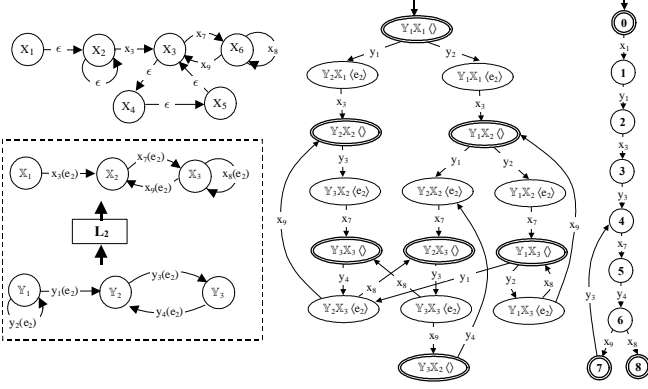 X₁ ϵ X₂ x₃ X₃ x₇ X₆ x₈
x₉
ϵ ϵ ϵ
X₄ ϵ X₅
𝕏₁ x₃(e₂) 𝕏₂ x₇(e₂) 𝕏₃ x₈(e₂)
x₉(e₂)
L₂
𝕐₁ y₁(e₂) 𝕐₂ y₃(e₂) 𝕐₃
y₂(e₂) y₄(e₂)
𝕐₁𝕏₁ ⟨⟩
y₁ y₂
𝕐₂𝕏₁ ⟨e₂⟩ 𝕐₁𝕏₁ ⟨e₂⟩
x₃ x₃
𝕐₂𝕏₂ ⟨⟩ 𝕐₁𝕏₂ ⟨⟩
y₃ y₁ y₂
𝕐₃𝕏₂ ⟨e₂⟩ 𝕐₂𝕏₂ ⟨e₂⟩ 𝕐₁𝕏₂ ⟨e₂⟩
x₉ x₇ x₇ x₇ x₉
𝕐₃𝕏₃ ⟨⟩ 𝕐₂𝕏₃ ⟨⟩ 𝕐₁𝕏₃ ⟨⟩
y₄ x₈ x₈ y₃ y₁ y₂ x₈
𝕐₂𝕏₃ ⟨e₂⟩ 𝕐₃𝕏₃ ⟨e₂⟩ 𝕐₁𝕏₃ ⟨e₂⟩
x₉ y₄
𝕐₃𝕏₂ ⟨⟩
0
x₁
1
y₁
2
x₃
3
y₃
4
x₇
5
y₃ y₄
6
x₉ x₈
7 8